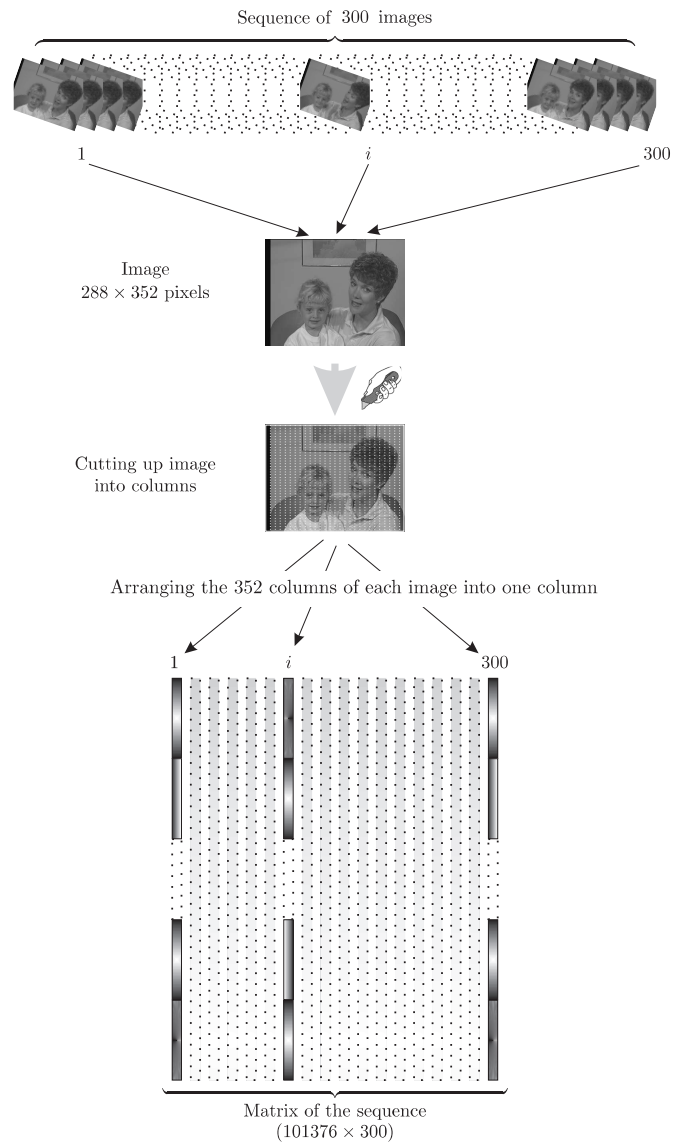 Sequence of 300 images
1
i
300
Image
288 × 352 pixels
Cutting up image
into columns
Arranging the 352 columns of each image into one column
1
i
300
Matrix of the sequence
(101376 × 300)